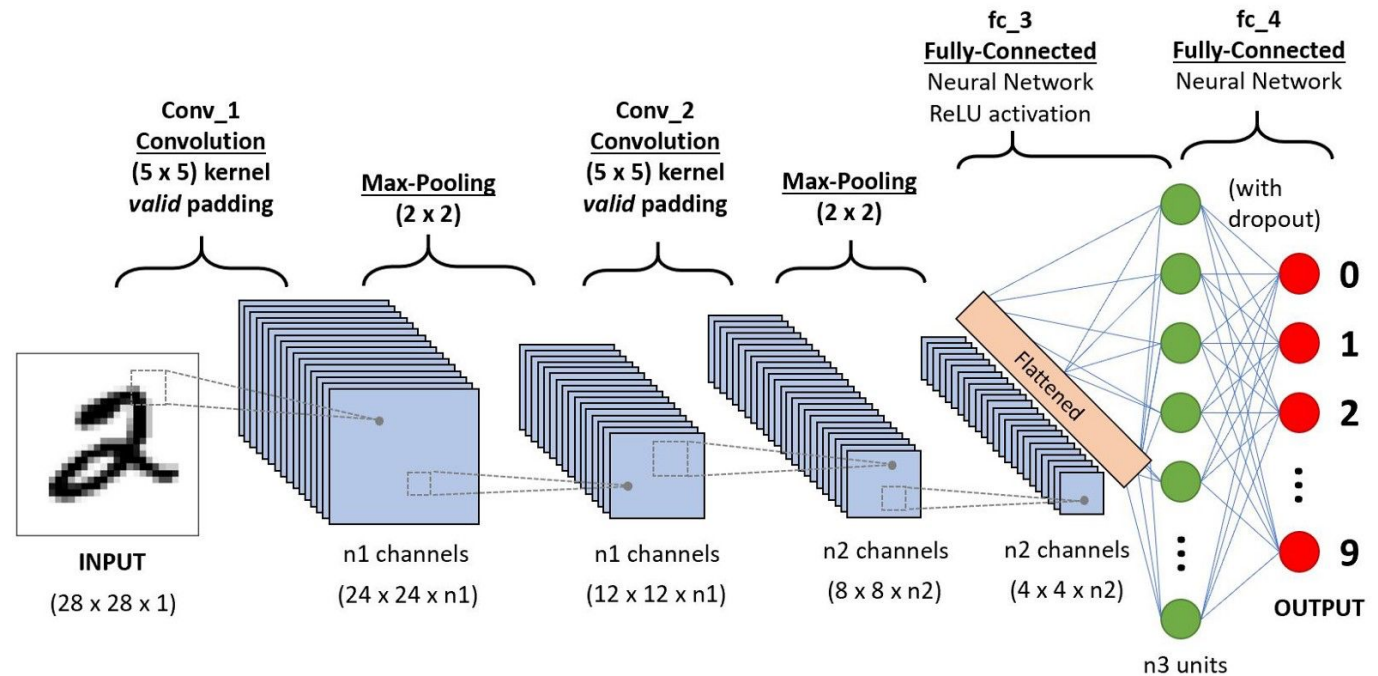 Conv_1
Convolution
(5 x 5) kernel
valid padding
Max-Pooling
(2 x 2)
Conv_2
Convolution
(5 x 5) kernel
valid padding
Max-Pooling
(2 x 2)
fc_3
Fully-Connected
Neural Network
ReLU activation
fc_4
Fully-Connected
Neural Network
(with
dropout)
Flattened
0
1
2
9
OUTPUT
2
INPUT
(28 x 28 x 1)
n1 channels
(24 x 24 x n1)
n1 channels
(12 x 12 x n1)
n2 channels
(8 x 8 x n2)
n2 channels
(4 x 4 x n2)
n3 units